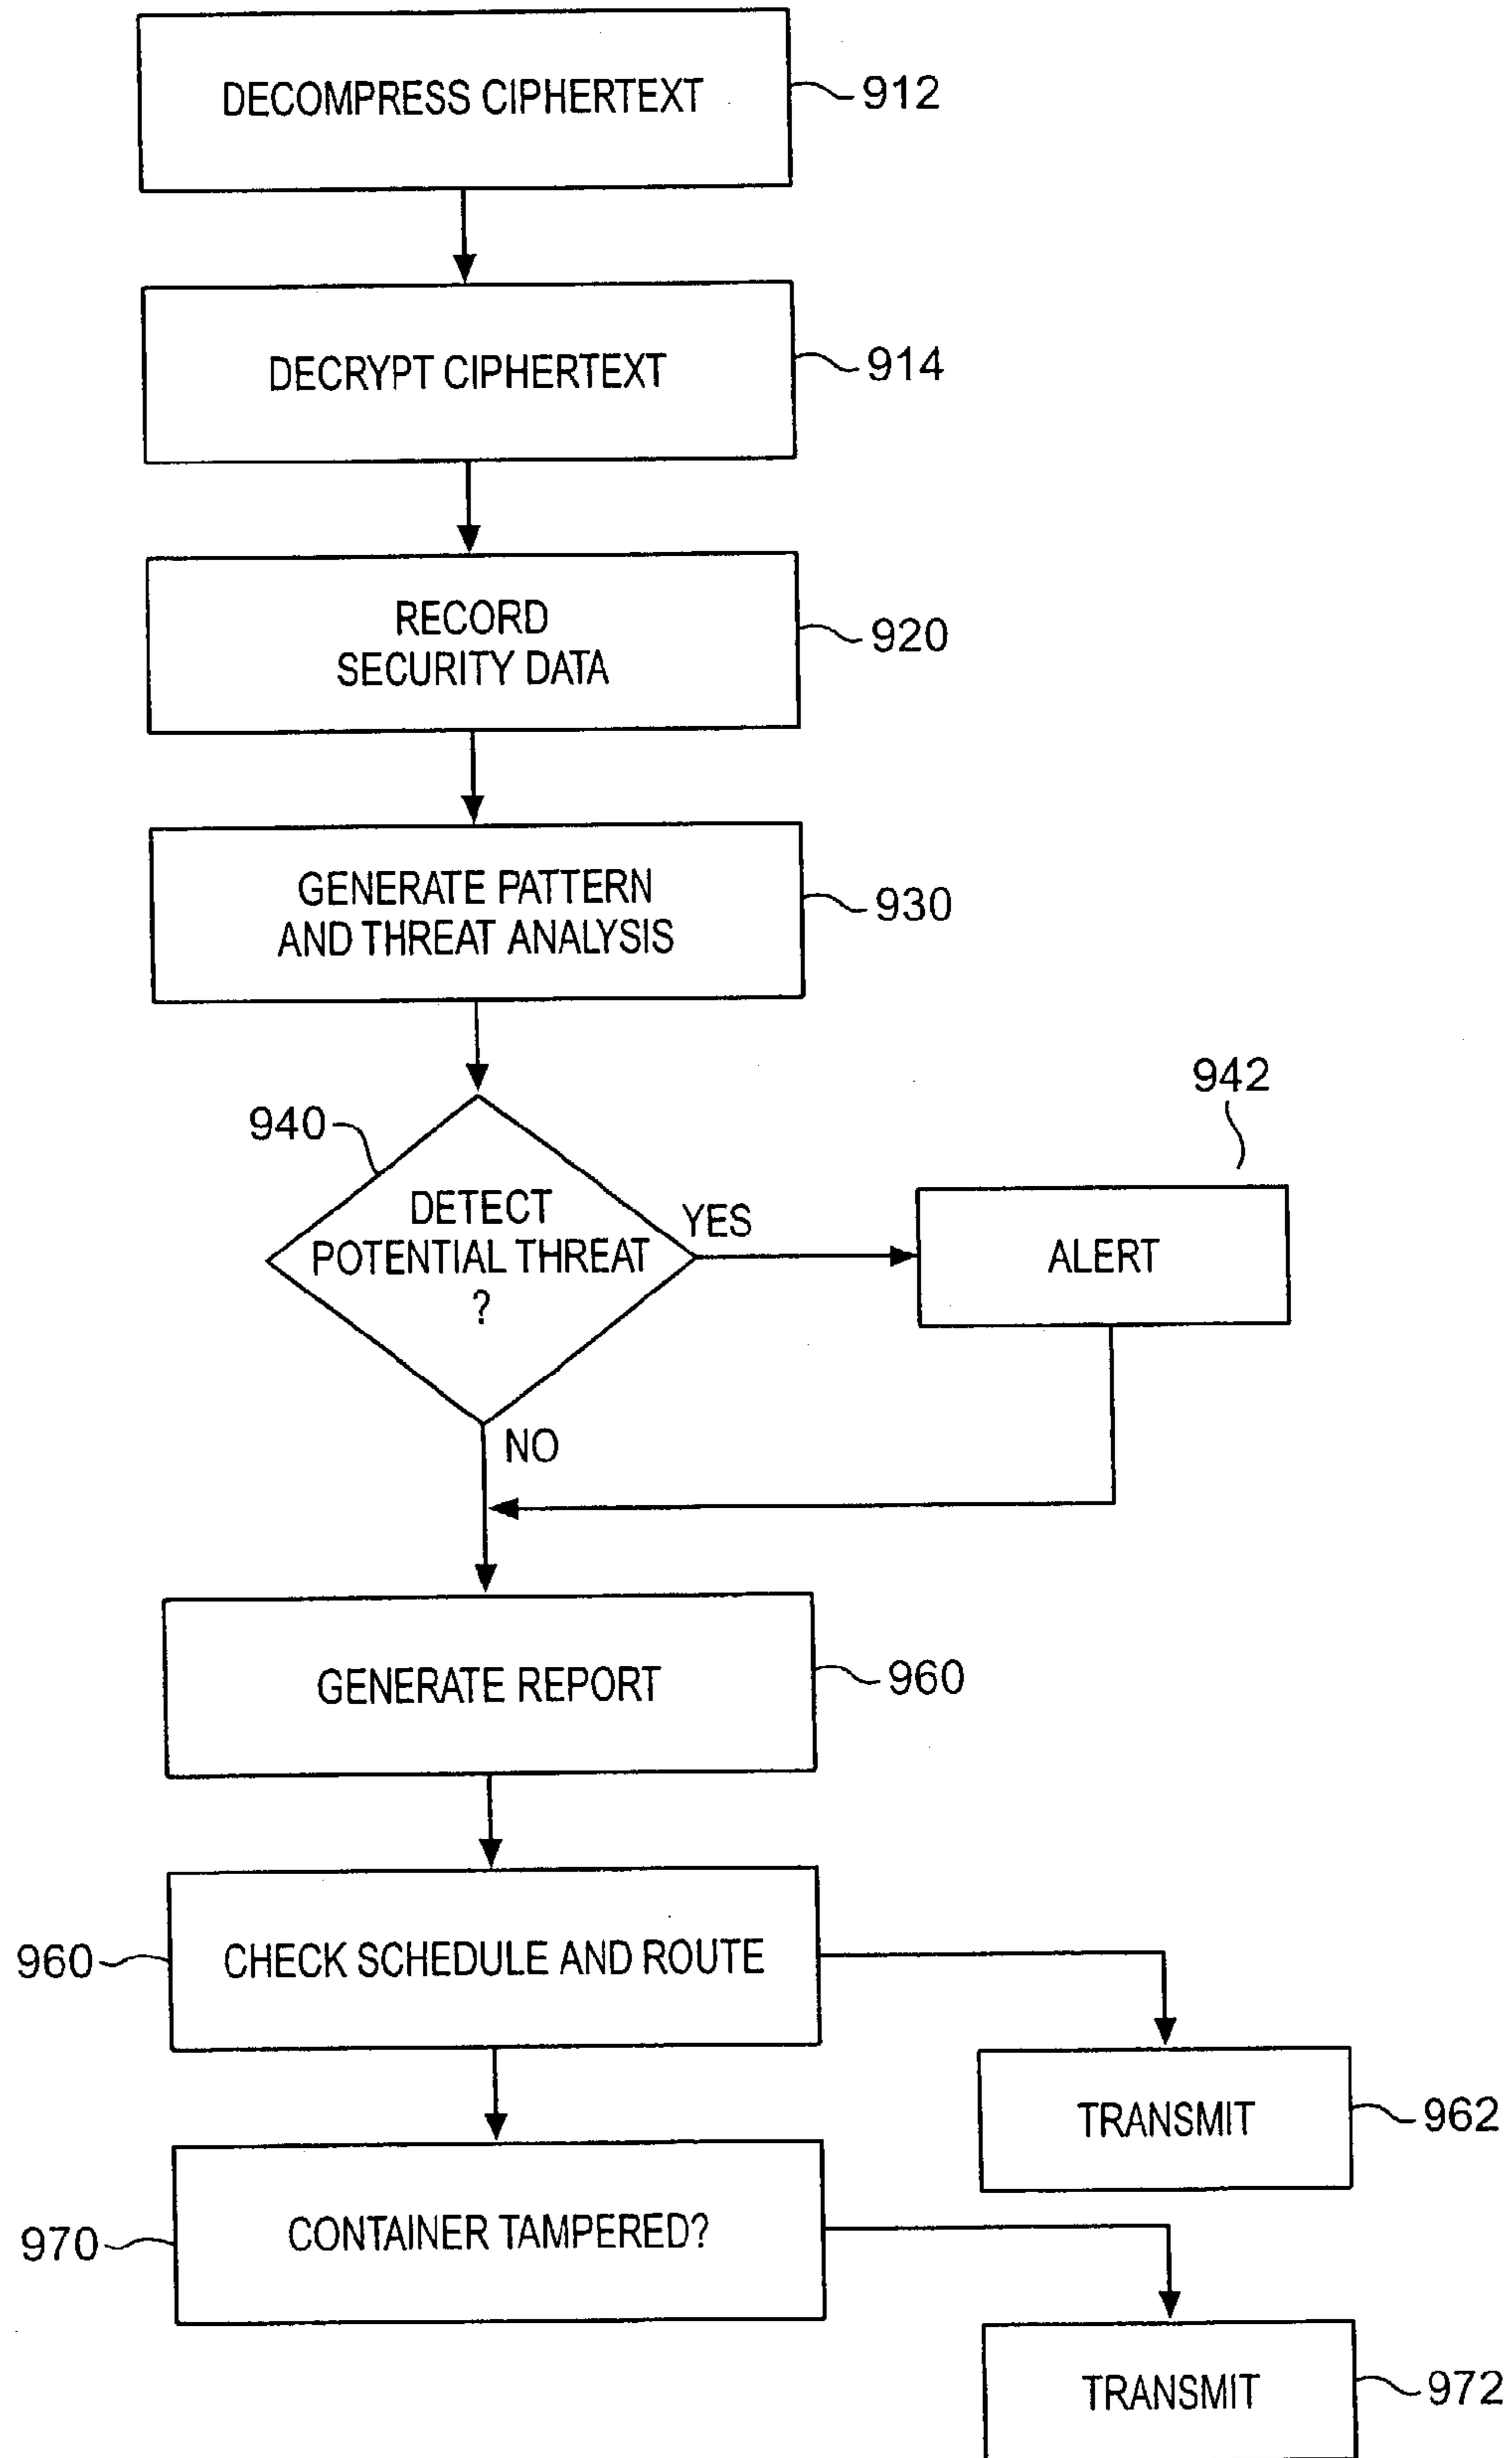 DECOMPRESS CIPHERTEXT
912
DECRYPT CIPHERTEXT
914
RECORD
SECURITY DATA
920
GENERATE PATTERN
AND THREAT ANALYSIS
930
942
940
DETECT
POTENTIAL THREAT
?
YES
ALERT
NO
GENERATE REPORT
960
960
CHECK SCHEDULE AND ROUTE
TRANSMIT
962
970
CONTAINER TAMPERED?
TRANSMIT
972